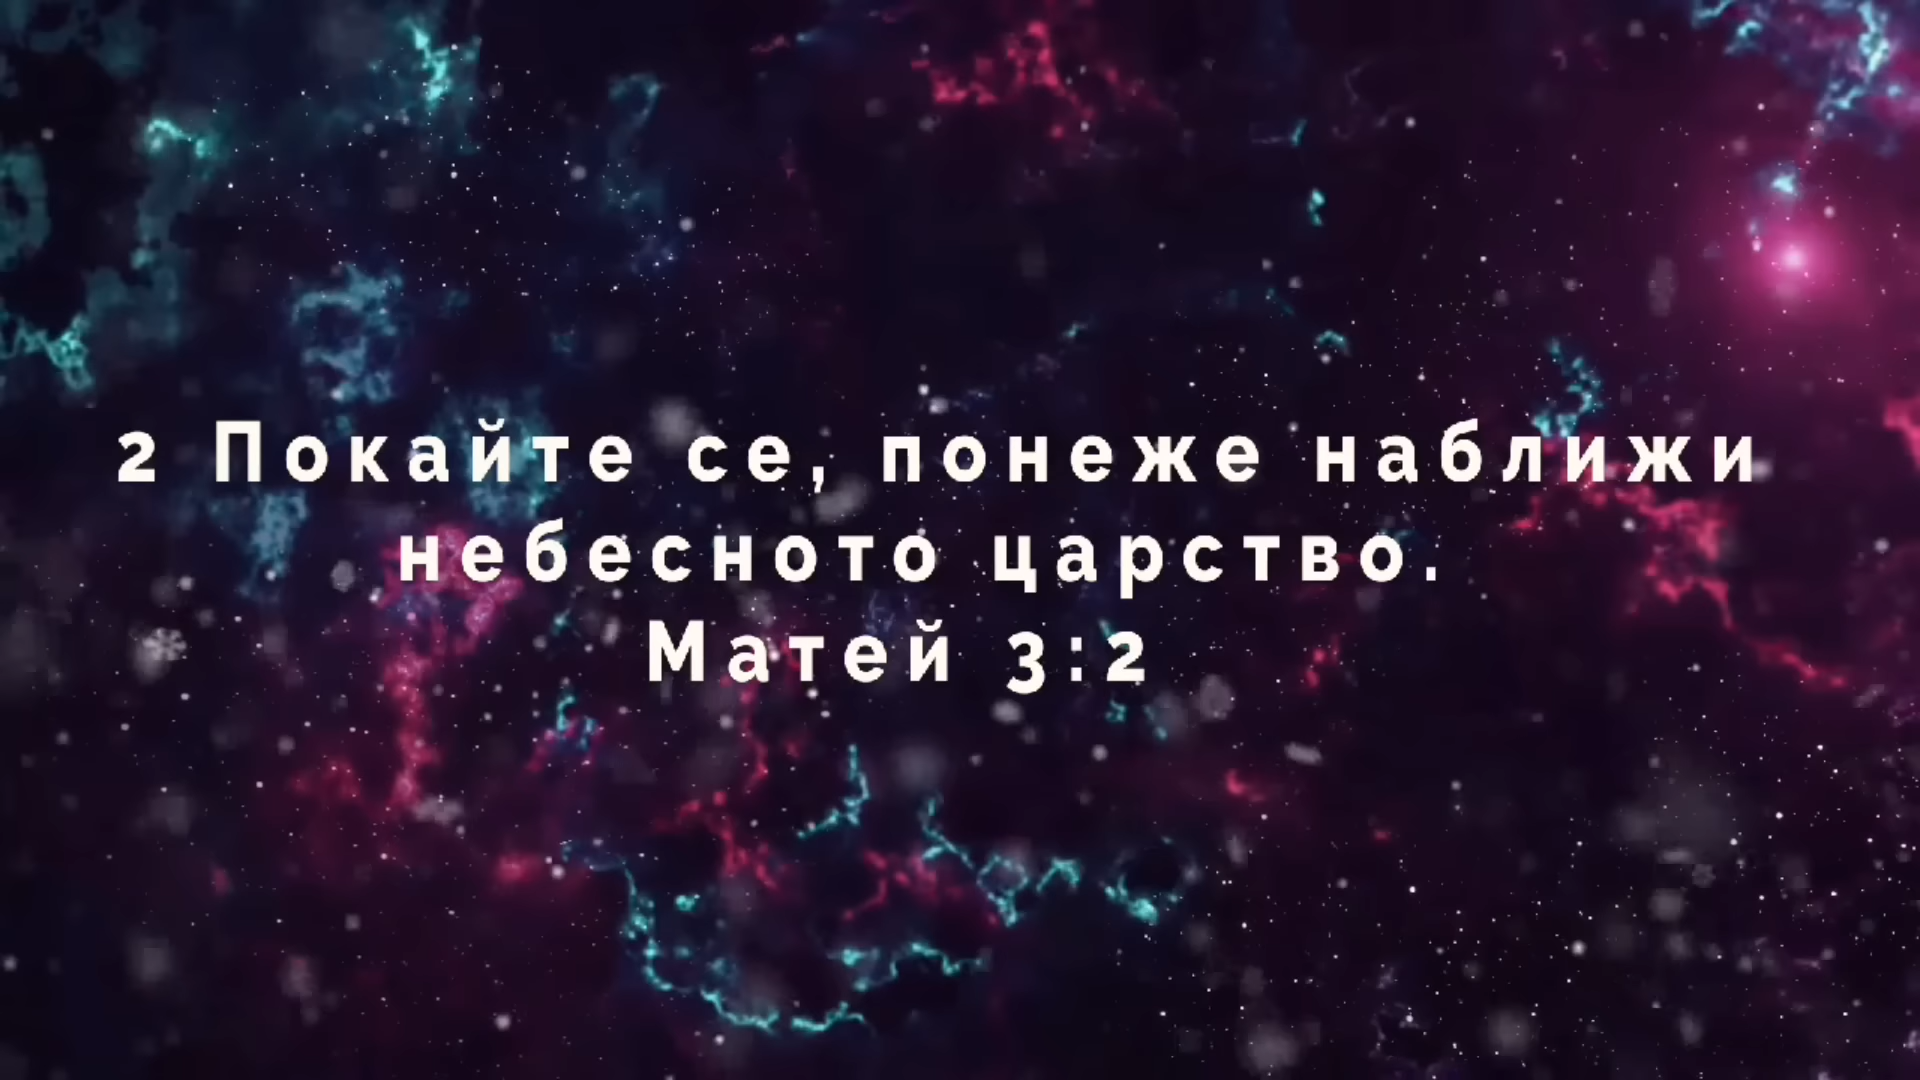 2 Покайте се, понеже наближи
небесното царство.
Матей 3:2